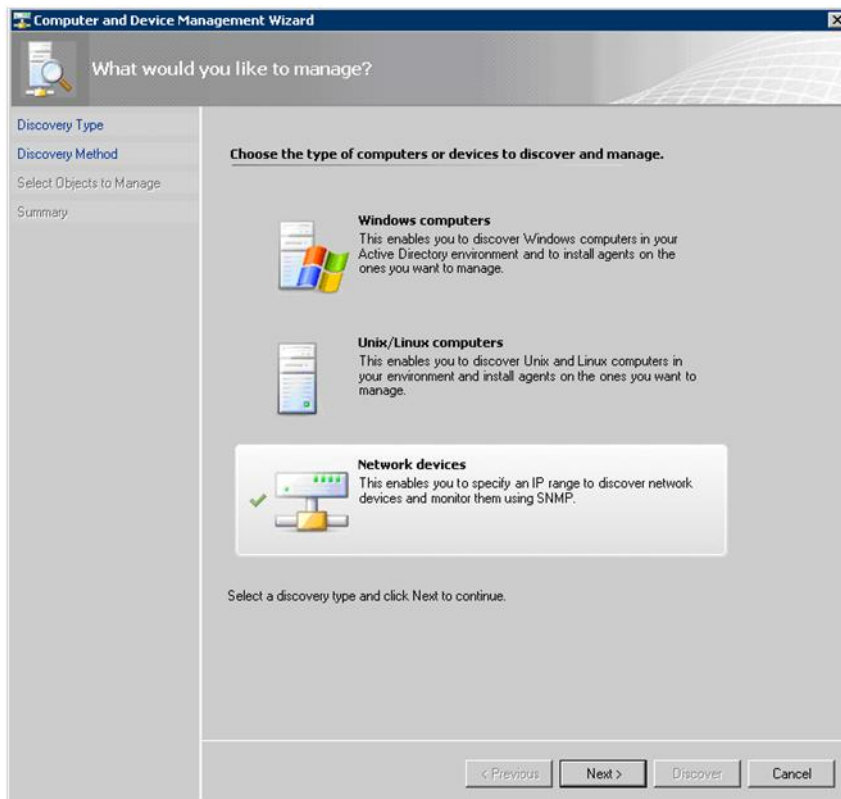 Computer and Device Management Wizard
What would you like to manage?
Discovery Type
Discovery Method
Select Objects to Manage
Summary
Choose the type of computers or devices to discover and manage.
Windows computers
This enables you to discover Windows computers in your
Active Directory environment and to install agents on the
ones you want to manage.
Unix/Linux computers
This enables you to discover Unix and Linux computers in
your environment and install agents on the ones you want to
manage.
Network devices
This enables you to specify an IP range to discover network
devices and monitor them using SNMP.
Select a discovery type and click Next to continue.
< Previous
Next >
Discover
Cancel